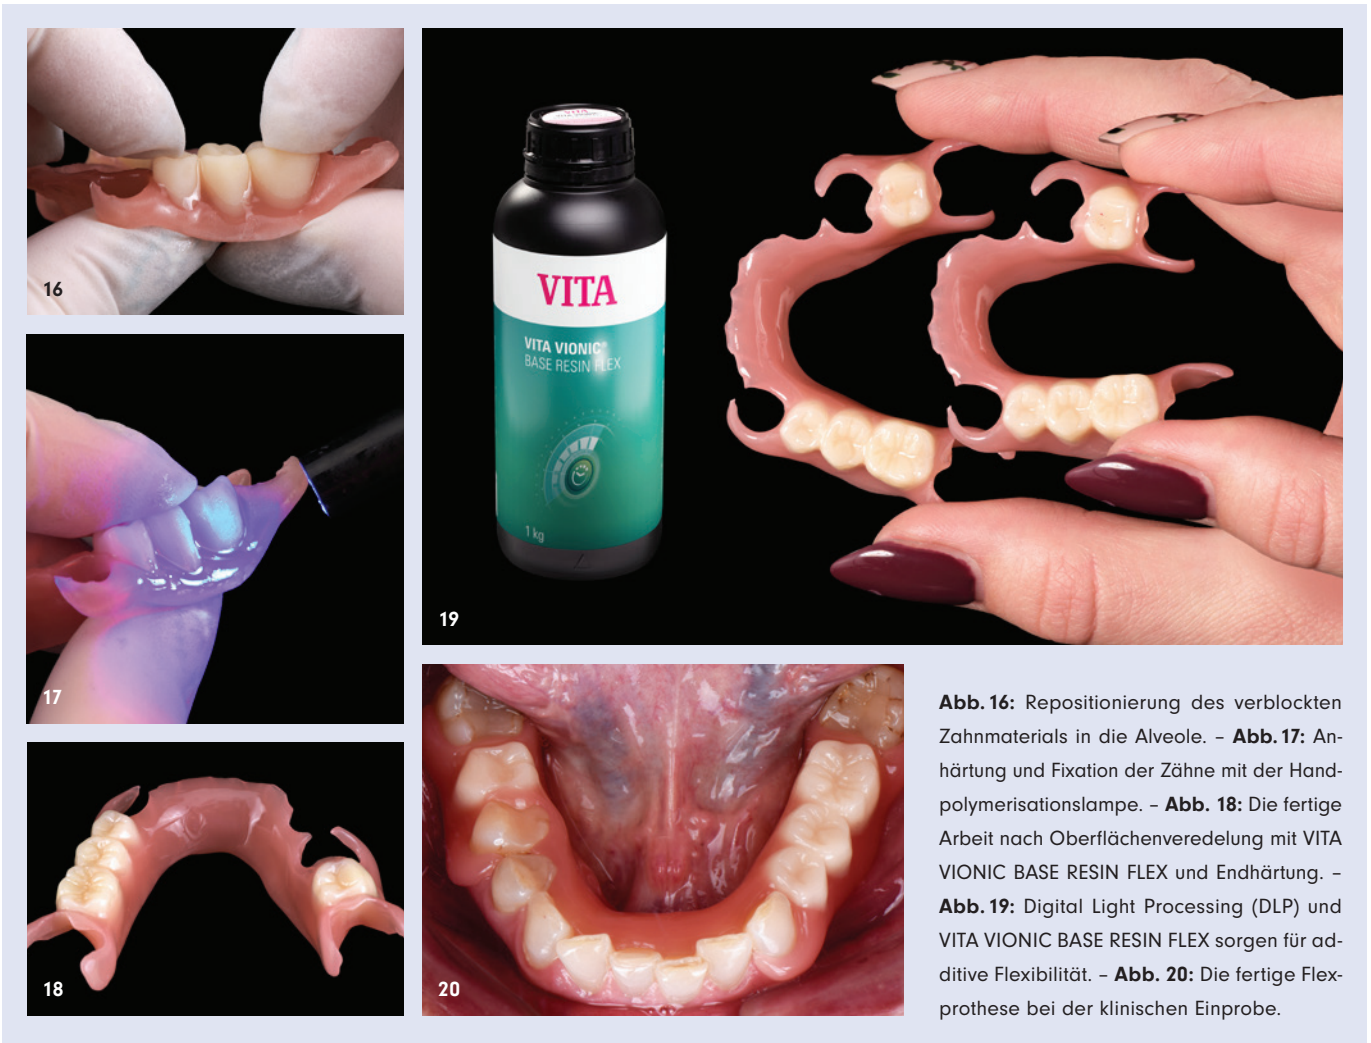 16
17
18
VITA
VITA VIONIC®
BASE RESIN FLEX
1 kg
19
20
Abb. 16: Repositionierung des verblockten
Zahnmaterials in die Alveole. – Abb. 17: An-
härtung und Fixation der Zähne mit der Hand-
polymerisationslampe. – Abb. 18: Die fertige
Arbeit nach Oberflächenveredelung mit VITA
VIONIC BASE RESIN FLEX und Endhärtung. –
Abb. 19: Digital Light Processing (DLP) und
VITA VIONIC BASE RESIN FLEX sorgen für ad-
ditive Flexibilität. – Abb. 20: Die fertige Flex-
prothese bei der klinischen Einprobe.